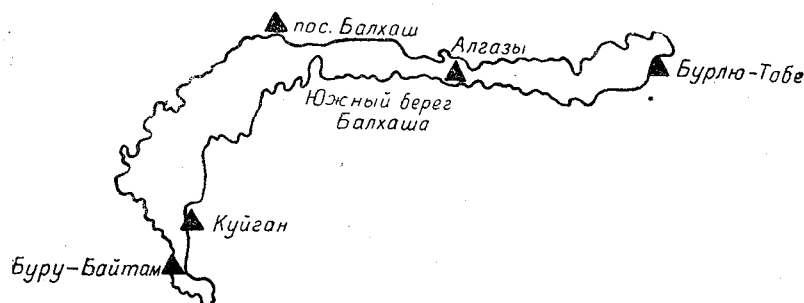 пос. Балхаш
Алгазы
Бурлю-Тобе
Южный берег
Балхаша
Куйган
Буру-Байтам